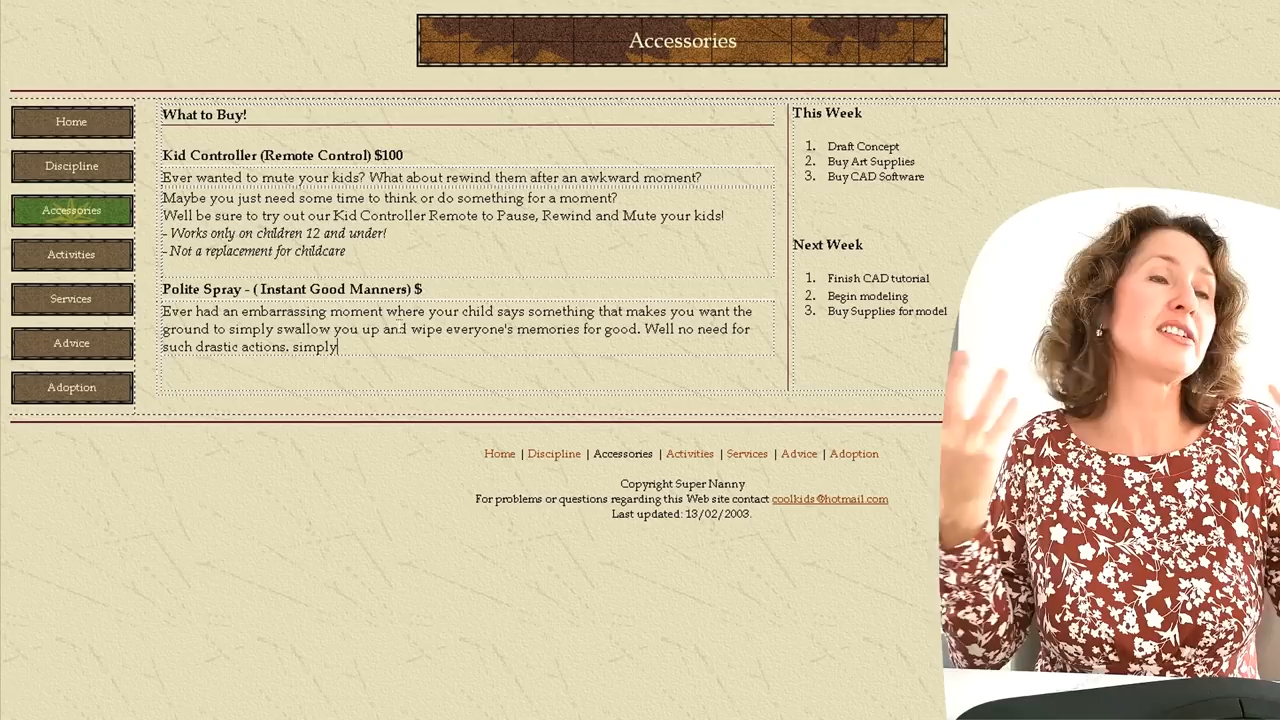 Accessories
Home
Discipline
Accessories
Activities
Services
Advice
Adoption
What to Buy!
Kid Controller (Remote Control) $100
Ever wanted to mute your kids? What about rewind them after an awkward moment?
Maybe you just need some time to think or do something for a moment?
Well be sure to try out our Kid Controller Remote to Pause, Rewind and Mute your kids!
- Works only on children 12 and under!
- Not a replacement for childcare
Polite Spray - ( Instant Good Manners) $
Ever had an embarrassing moment where your child says something that makes you want the
ground to simply swallow you up and wipe everyone's memories for good. Well no need for
such drastic actions. simply
This Week
1. Draft Concept
2. Buy Art Supplies
3. Buy CAD Software
Next Week
1. Finish CAD tutorial
2. Begin modeling
3. Buy Supplies for model
Home | Discipline | Accessories | Activities | Services | Advice | Adoption
Copyright Super Nanny
For problems or questions regarding this Web site contact coolkids@hotmail.com
Last updated: 13/02/2003.